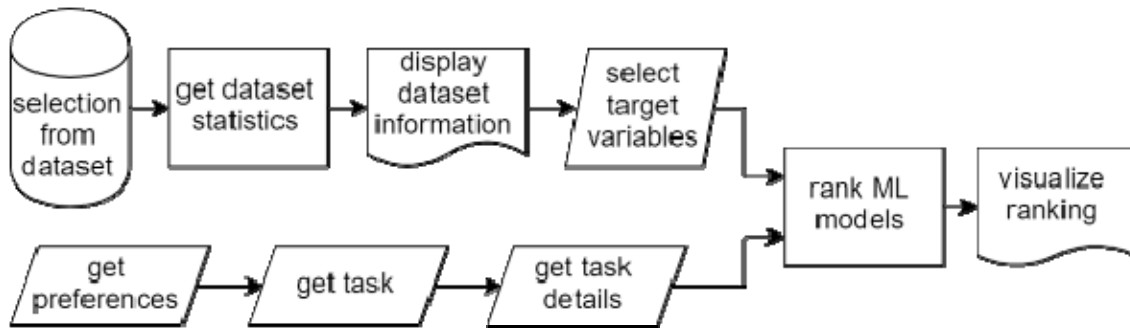 selection
from
dataset
get dataset
statistics
display
dataset
information
select
target
variables
rank ML
models
visualize
ranking
get
preferences
get task
get task
details